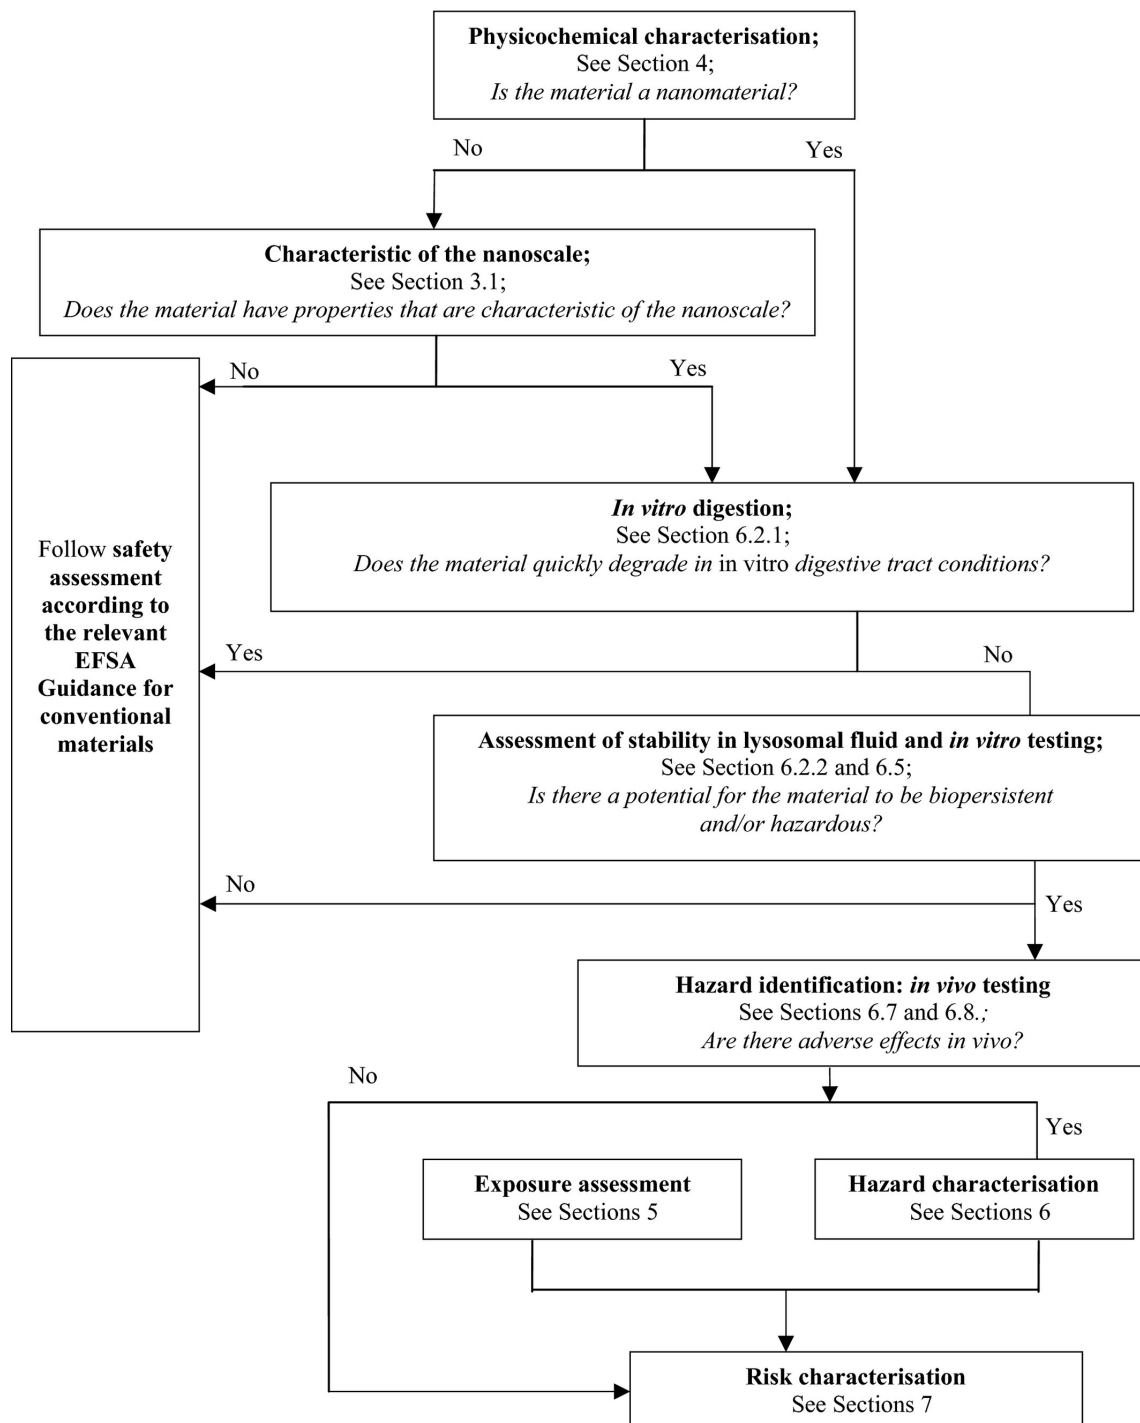 Physicochemical characterisation;
See Section 4;
Is the material a nanomaterial?
No
Yes
Characteristic of the nanoscale;
See Section 3.1;
Does the material have properties that are characteristic of the nanoscale?
No
Yes
In vitro digestion;
See Section 6.2.1;
Does the material quickly degrade in in vitro digestive tract conditions?
Follow safety
assessment
according to
the relevant
EFSA
Guidance for
conventional
materials
Yes
No
Assessment of stability in lysosomal fluid and in vitro testing;
See Section 6.2.2 and 6.5;
Is there a potential for the material to be biopersistent
and/or hazardous?
No
Yes
Hazard identification: in vivo testing
See Sections 6.7 and 6.8.;
Are there adverse effects in vivo?
No
Yes
Exposure assessment
See Sections 5
Hazard characterisation
See Sections 6
Risk characterisation
See Sections 7